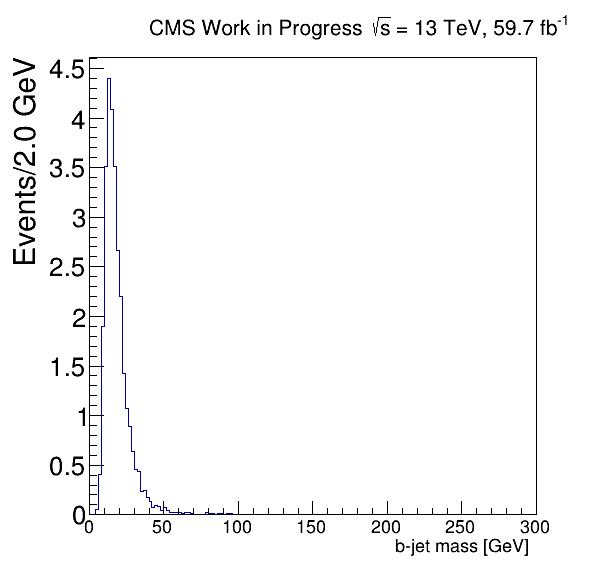 CMS Work in Progress √s = 13 TeV, 59.7 fb⁻¹
Events/2.0 GeV
4.5
4
3.5
3
2.5
2
1.5
1
0.5
0
0 50 100 150 200 250 300
b-jet mass [GeV]